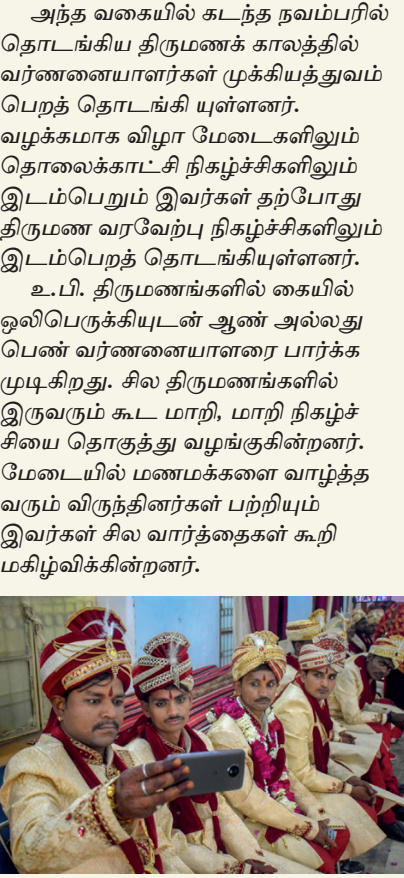 அந்த வகையில் கடந்த நவம்பரில்
தொடங்கிய திருமணக் காலத்தில்
வர்ணனையாளர்கள் முக்கியத்துவம்
பெறத் தொடங்கி யுள்ளனர்.
வழக்கமாக விழா மேடைகளிலும்
தொலைக்காட்சி நிகழ்ச்சிகளிலும்
இடம்பெறும் இவர்கள் தற்போது
திருமண வரவேற்பு நிகழ்ச்சிகளிலும்
இடம்பெறத் தொடங்கியுள்ளனர்.
உ.பி. திருமணங்களில் கையில்
ஒலிபெருக்கியுடன் ஆண் அல்லது
பெண் வர்ணனையாளரை பார்க்க
முடிகிறது. சில திருமணங்களில்
இருவரும் கூட மாறி, மாறி நிகழ்ச்
சியை தொகுத்து வழங்குகின்றனர்.
மேடையில் மணமக்களை வாழ்த்த
வரும் விருந்தினர்கள் பற்றியும்
இவர்கள் சில வார்த்தைகள் கூறி
மகிழ்விக்கின்றனர்.